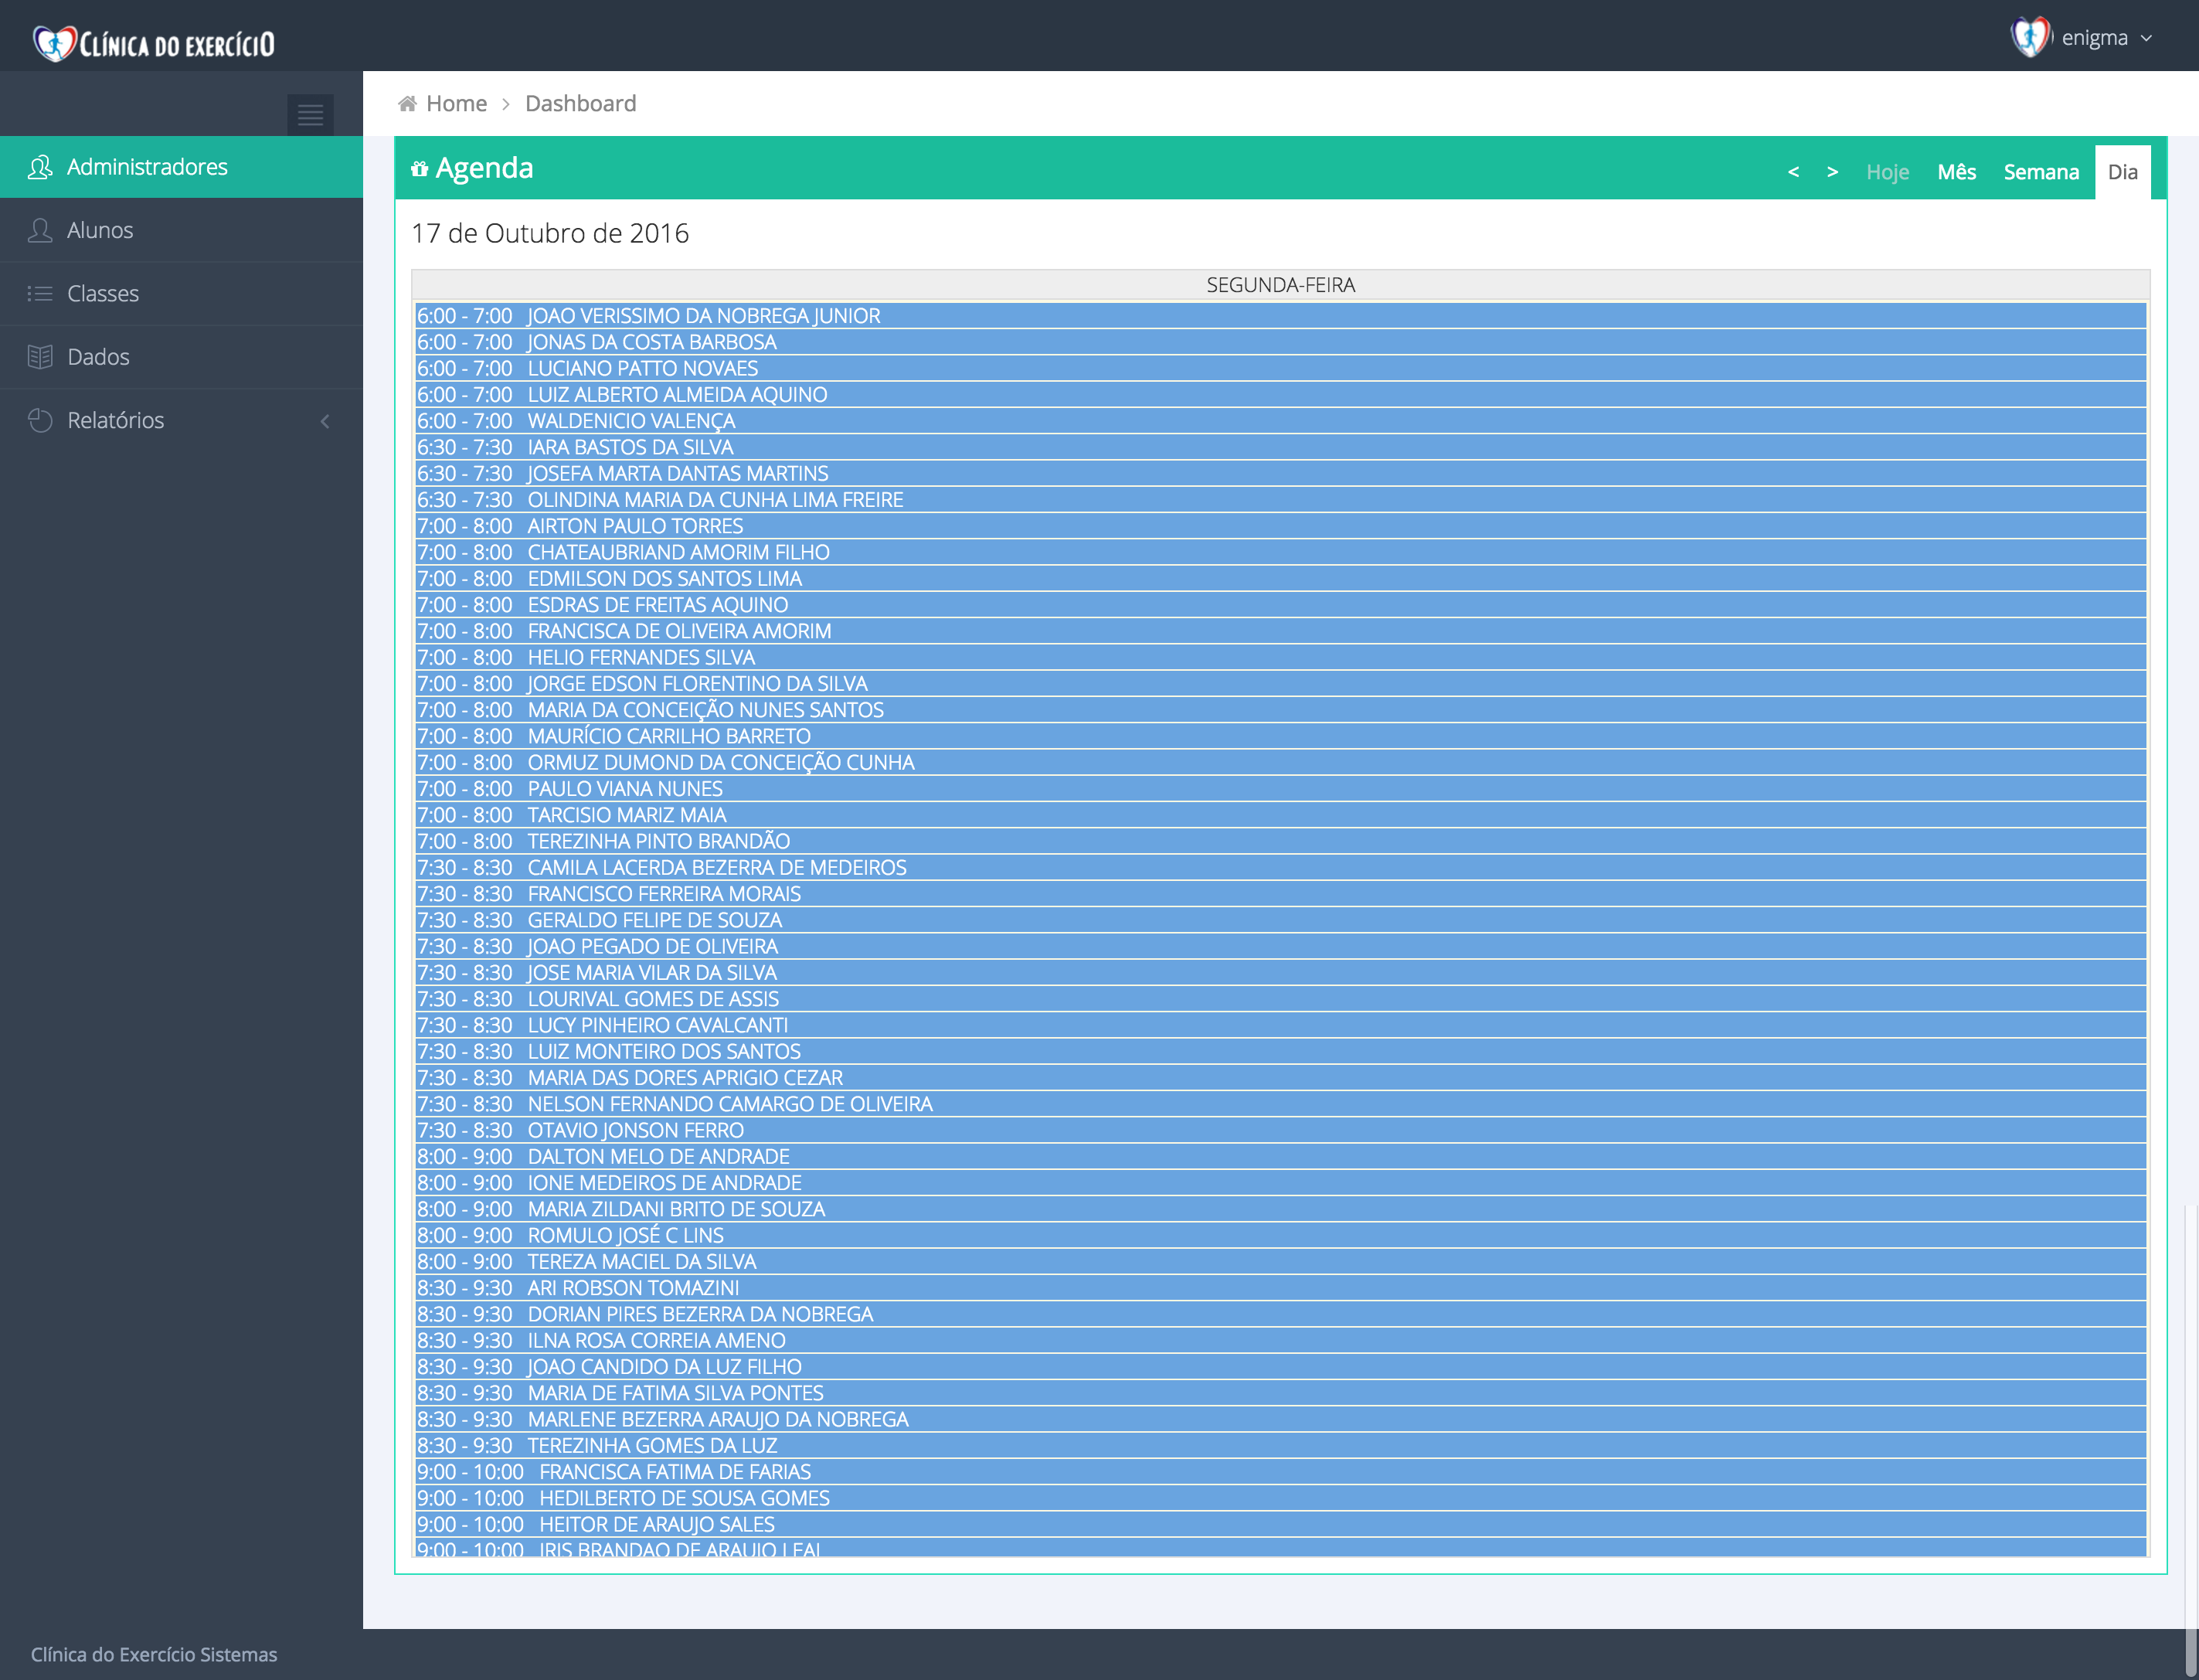 CLÍNICA DO EXERCÍCIO
enigma
Home > Dashboard
Administradores
Alunos
Classes
Dados
Relatórios
Agenda
< > Hoje Mês Semana Dia
17 de Outubro de 2016
SEGUNDA-FEIRA
6:00 - 7:00 JOAO VERISSIMO DA NOBREGA JUNIOR
6:00 - 7:00 JONAS DA COSTA BARBOSA
6:00 - 7:00 LUCIANO PATTO NOVAES
6:00 - 7:00 LUIZ ALBERTO ALMEIDA AQUINO
6:00 - 7:00 WALDENICIO VALENÇA
6:30 - 7:30 IARA BASTOS DA SILVA
6:30 - 7:30 JOSEFA MARTA DANTAS MARTINS
6:30 - 7:30 OLINDINA MARIA DA CUNHA LIMA FREIRE
7:00 - 8:00 AIRTON PAULO TORRES
7:00 - 8:00 CHATEAUBRIAND AMORIM FILHO
7:00 - 8:00 EDMILSON DOS SANTOS LIMA
7:00 - 8:00 ESDRAS DE FREITAS AQUINO
7:00 - 8:00 FRANCISCA DE OLIVEIRA AMORIM
7:00 - 8:00 HELIO FERNANDES SILVA
7:00 - 8:00 JORGE EDSON FLORENTINO DA SILVA
7:00 - 8:00 MARIA DA CONCEIÇÃO NUNES SANTOS
7:00 - 8:00 MAURÍCIO CARRILHO BARRETO
7:00 - 8:00 ORMUZ DUMOND DA CONCEIÇÃO CUNHA
7:00 - 8:00 PAULO VIANA NUNES
7:00 - 8:00 TARCISIO MARIZ MAIA
7:00 - 8:00 TEREZINHA PINTO BRANDÃO
7:30 - 8:30 CAMILA LACERDA BEZERRA DE MEDEIROS
7:30 - 8:30 FRANCISCO FERREIRA MORAIS
7:30 - 8:30 GERALDO FELIPE DE SOUZA
7:30 - 8:30 JOAO PEGADO DE OLIVEIRA
7:30 - 8:30 JOSE MARIA VILAR DA SILVA
7:30 - 8:30 LOURIVAL GOMES DE ASSIS
7:30 - 8:30 LUCY PINHEIRO CAVALCANTI
7:30 - 8:30 LUIZ MONTEIRO DOS SANTOS
7:30 - 8:30 MARIA DAS DORES APRIGIO CEZAR
7:30 - 8:30 NELSON FERNANDO CAMARGO DE OLIVEIRA
7:30 - 8:30 OTAVIO JONSON FERRO
8:00 - 9:00 DALTON MELO DE ANDRADE
8:00 - 9:00 IONE MEDEIROS DE ANDRADE
8:00 - 9:00 MARIA ZILDANI BRITO DE SOUZA
8:00 - 9:00 ROMULO JOSÉ C LINS
8:00 - 9:00 TEREZA MACIEL DA SILVA
8:30 - 9:30 ARI ROBSON TOMAZINI
8:30 - 9:30 DORIAN PIRES BEZERRA DA NOBREGA
8:30 - 9:30 ILNA ROSA CORREIA AMENO
8:30 - 9:30 JOAO CANDIDO DA LUZ FILHO
8:30 - 9:30 MARIA DE FATIMA SILVA PONTES
8:30 - 9:30 MARLENE BEZERRA ARAUJO DA NOBREGA
8:30 - 9:30 TEREZINHA GOMES DA LUZ
9:00 - 10:00 FRANCISCA FATIMA DE FARIAS
9:00 - 10:00 HEDILBERTO DE SOUSA GOMES
9:00 - 10:00 HEITOR DE ARAUJO SALES
9:00 - 10:00 IRIS BRANDAO DE ARAUJO LEAL
Clínica do Exercício Sistemas